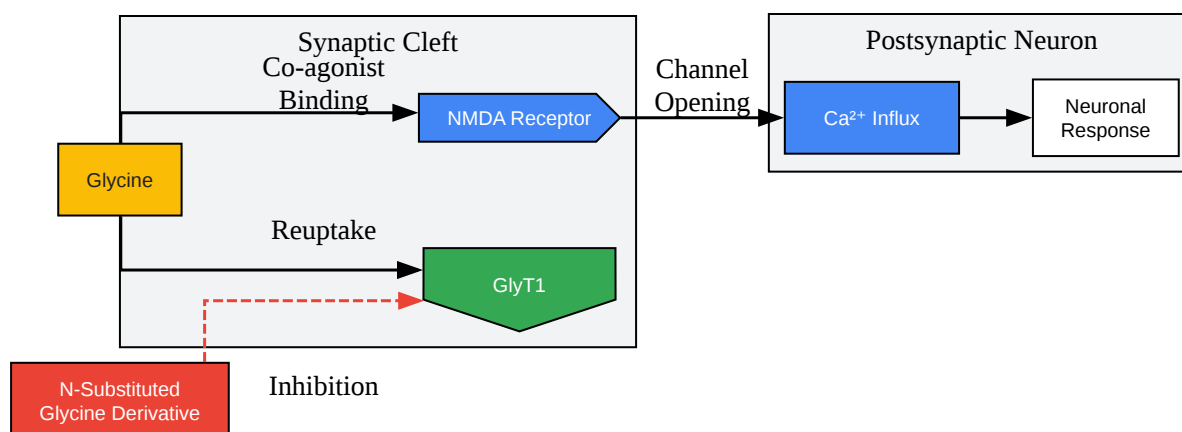 Synaptic Cleft
Co-agonist
Binding
NMDA Receptor
Channel
Opening
Postsynaptic Neuron
Ca²⁺ Influx
Neuronal
Response
Glycine
Reuptake
GlyT1
N-Substituted
Glycine Derivative
Inhibition